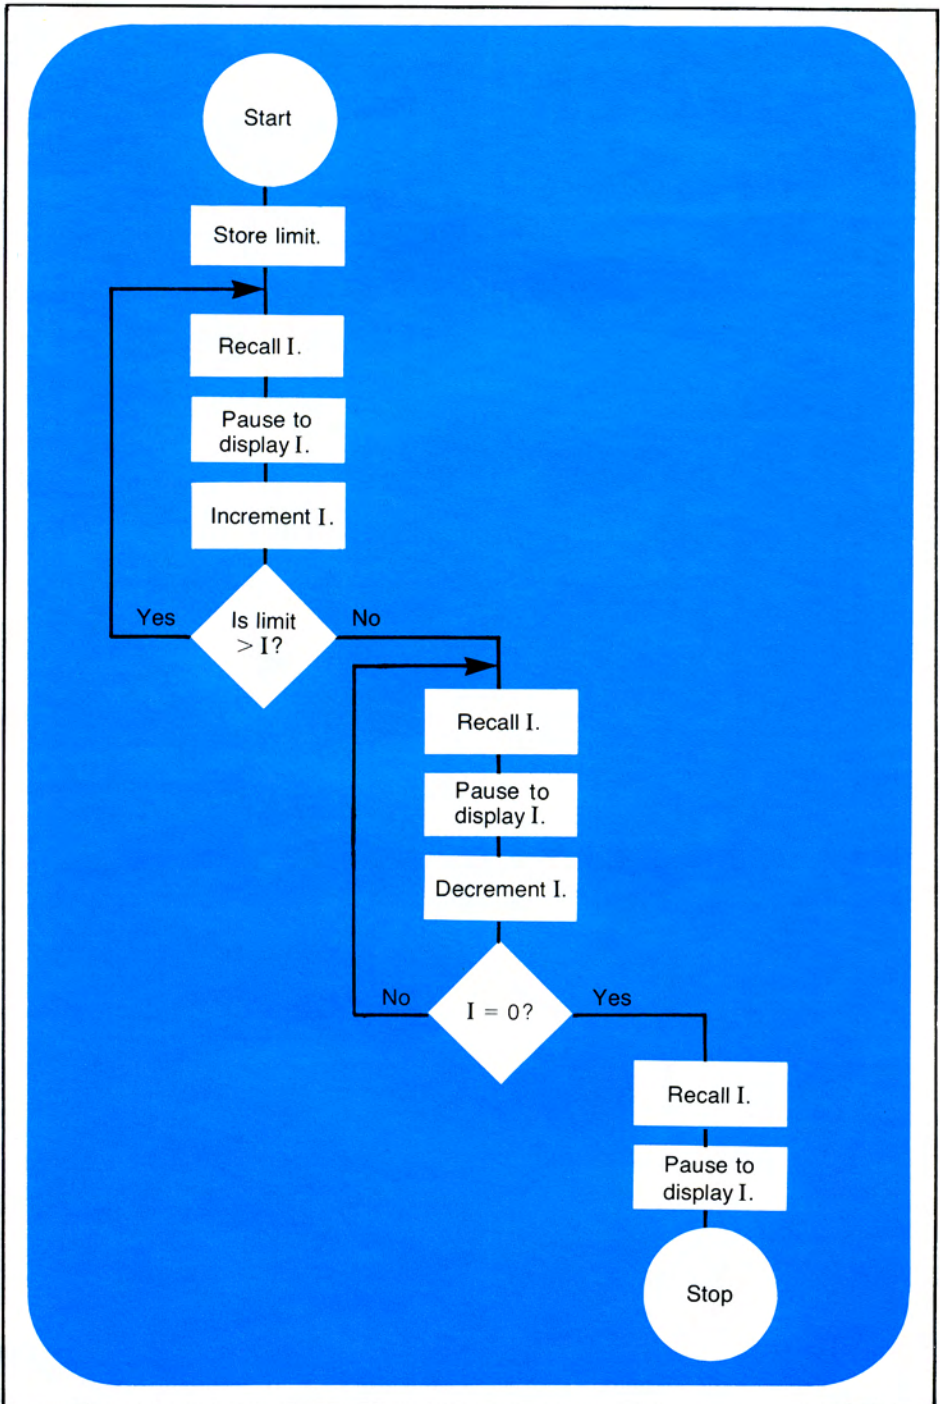 Start
Store limit.
Recall I.
Pause to
display I.
Increment I.
Is limit
> I?
Yes
No
Recall I.
Pause to
display I.
Decrement I.
I = 0?
No
Yes
Recall I.
Pause to
display I.
Stop